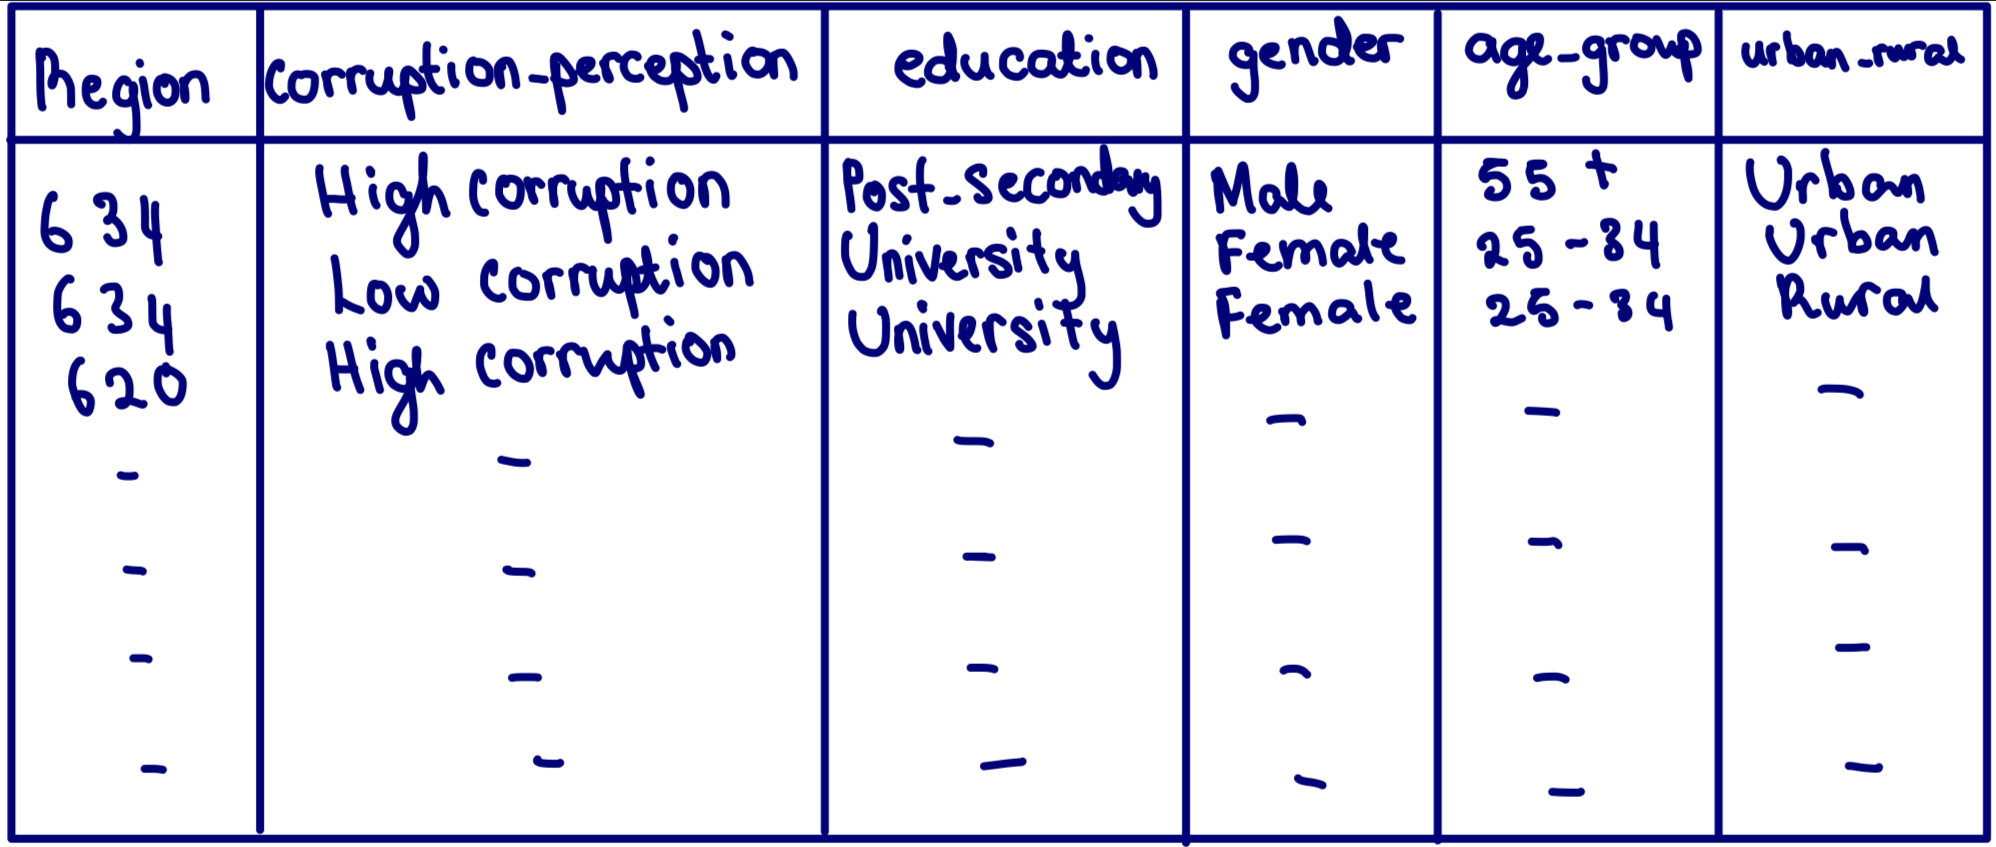 Region corruption_perception education gender age_group urban_rural
634 High corruption Post-Secondary Male 55+ Urban
634 Low corruption University Female 25-34 Urban
620 High corruption University Female 25-34 Rural
- - - - - -
- - - - - -
- - - - - -
- - - - - -